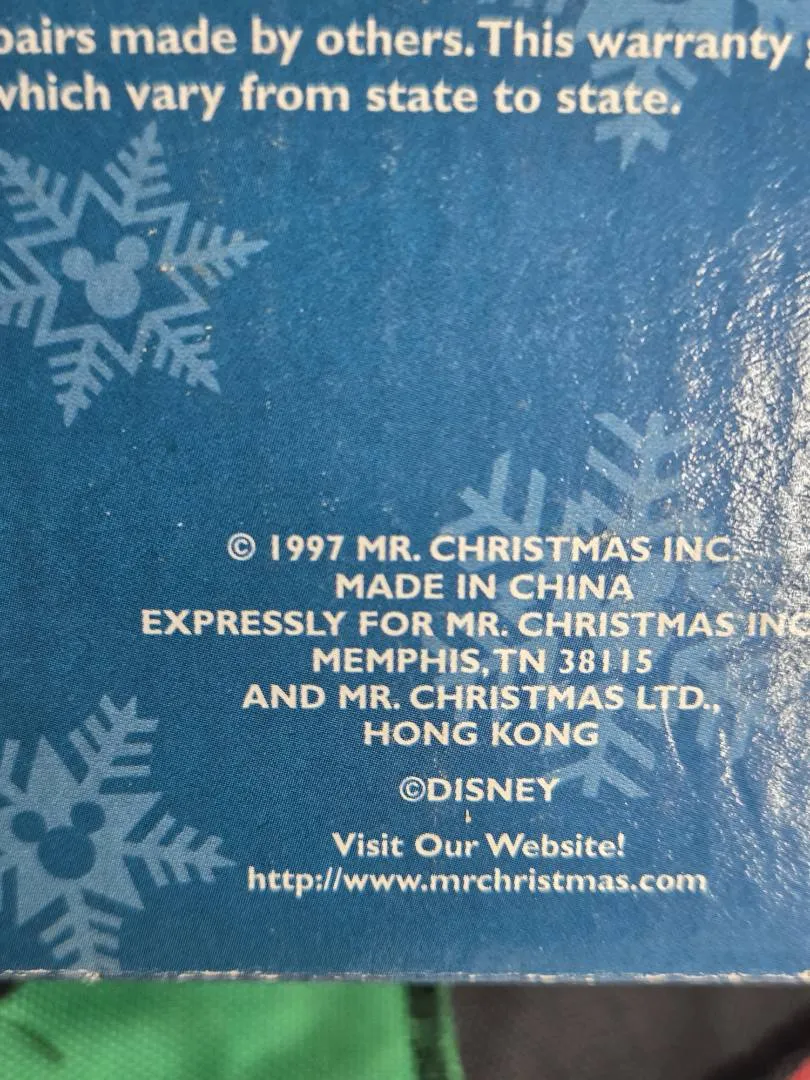 made by others. This warranty
which vary from state to state.
© 1997 MR. CHRISTMAS INC.
MADE IN CHINA
EXPRESSLY FOR MR. CHRISTMAS INC
MEMPHIS, TN 38115
AND MR. CHRISTMAS LTD.,
HONG KONG
©DISNEY
Visit Our Website!
http://www.mrchristmas.com